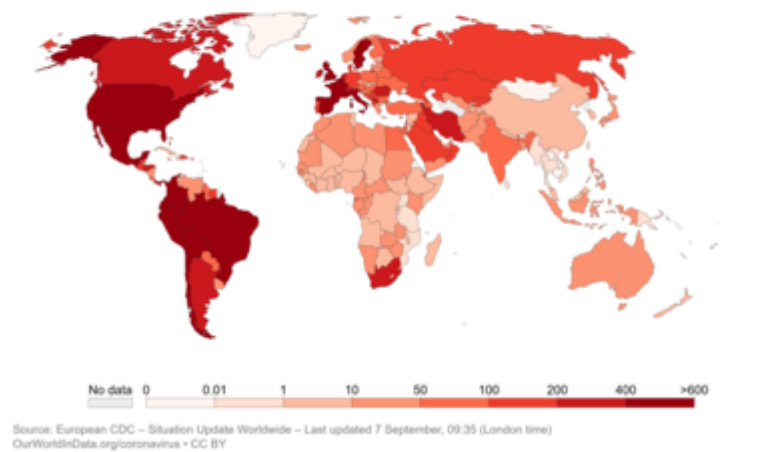 No data 0 0.01 1 10 50 100 200 400 >600
Source: European CDC – Situation Update Worldwide – Last updated 7 September, 09:35 (London time)
OurWorldInData.org/coronavirus • CC BY